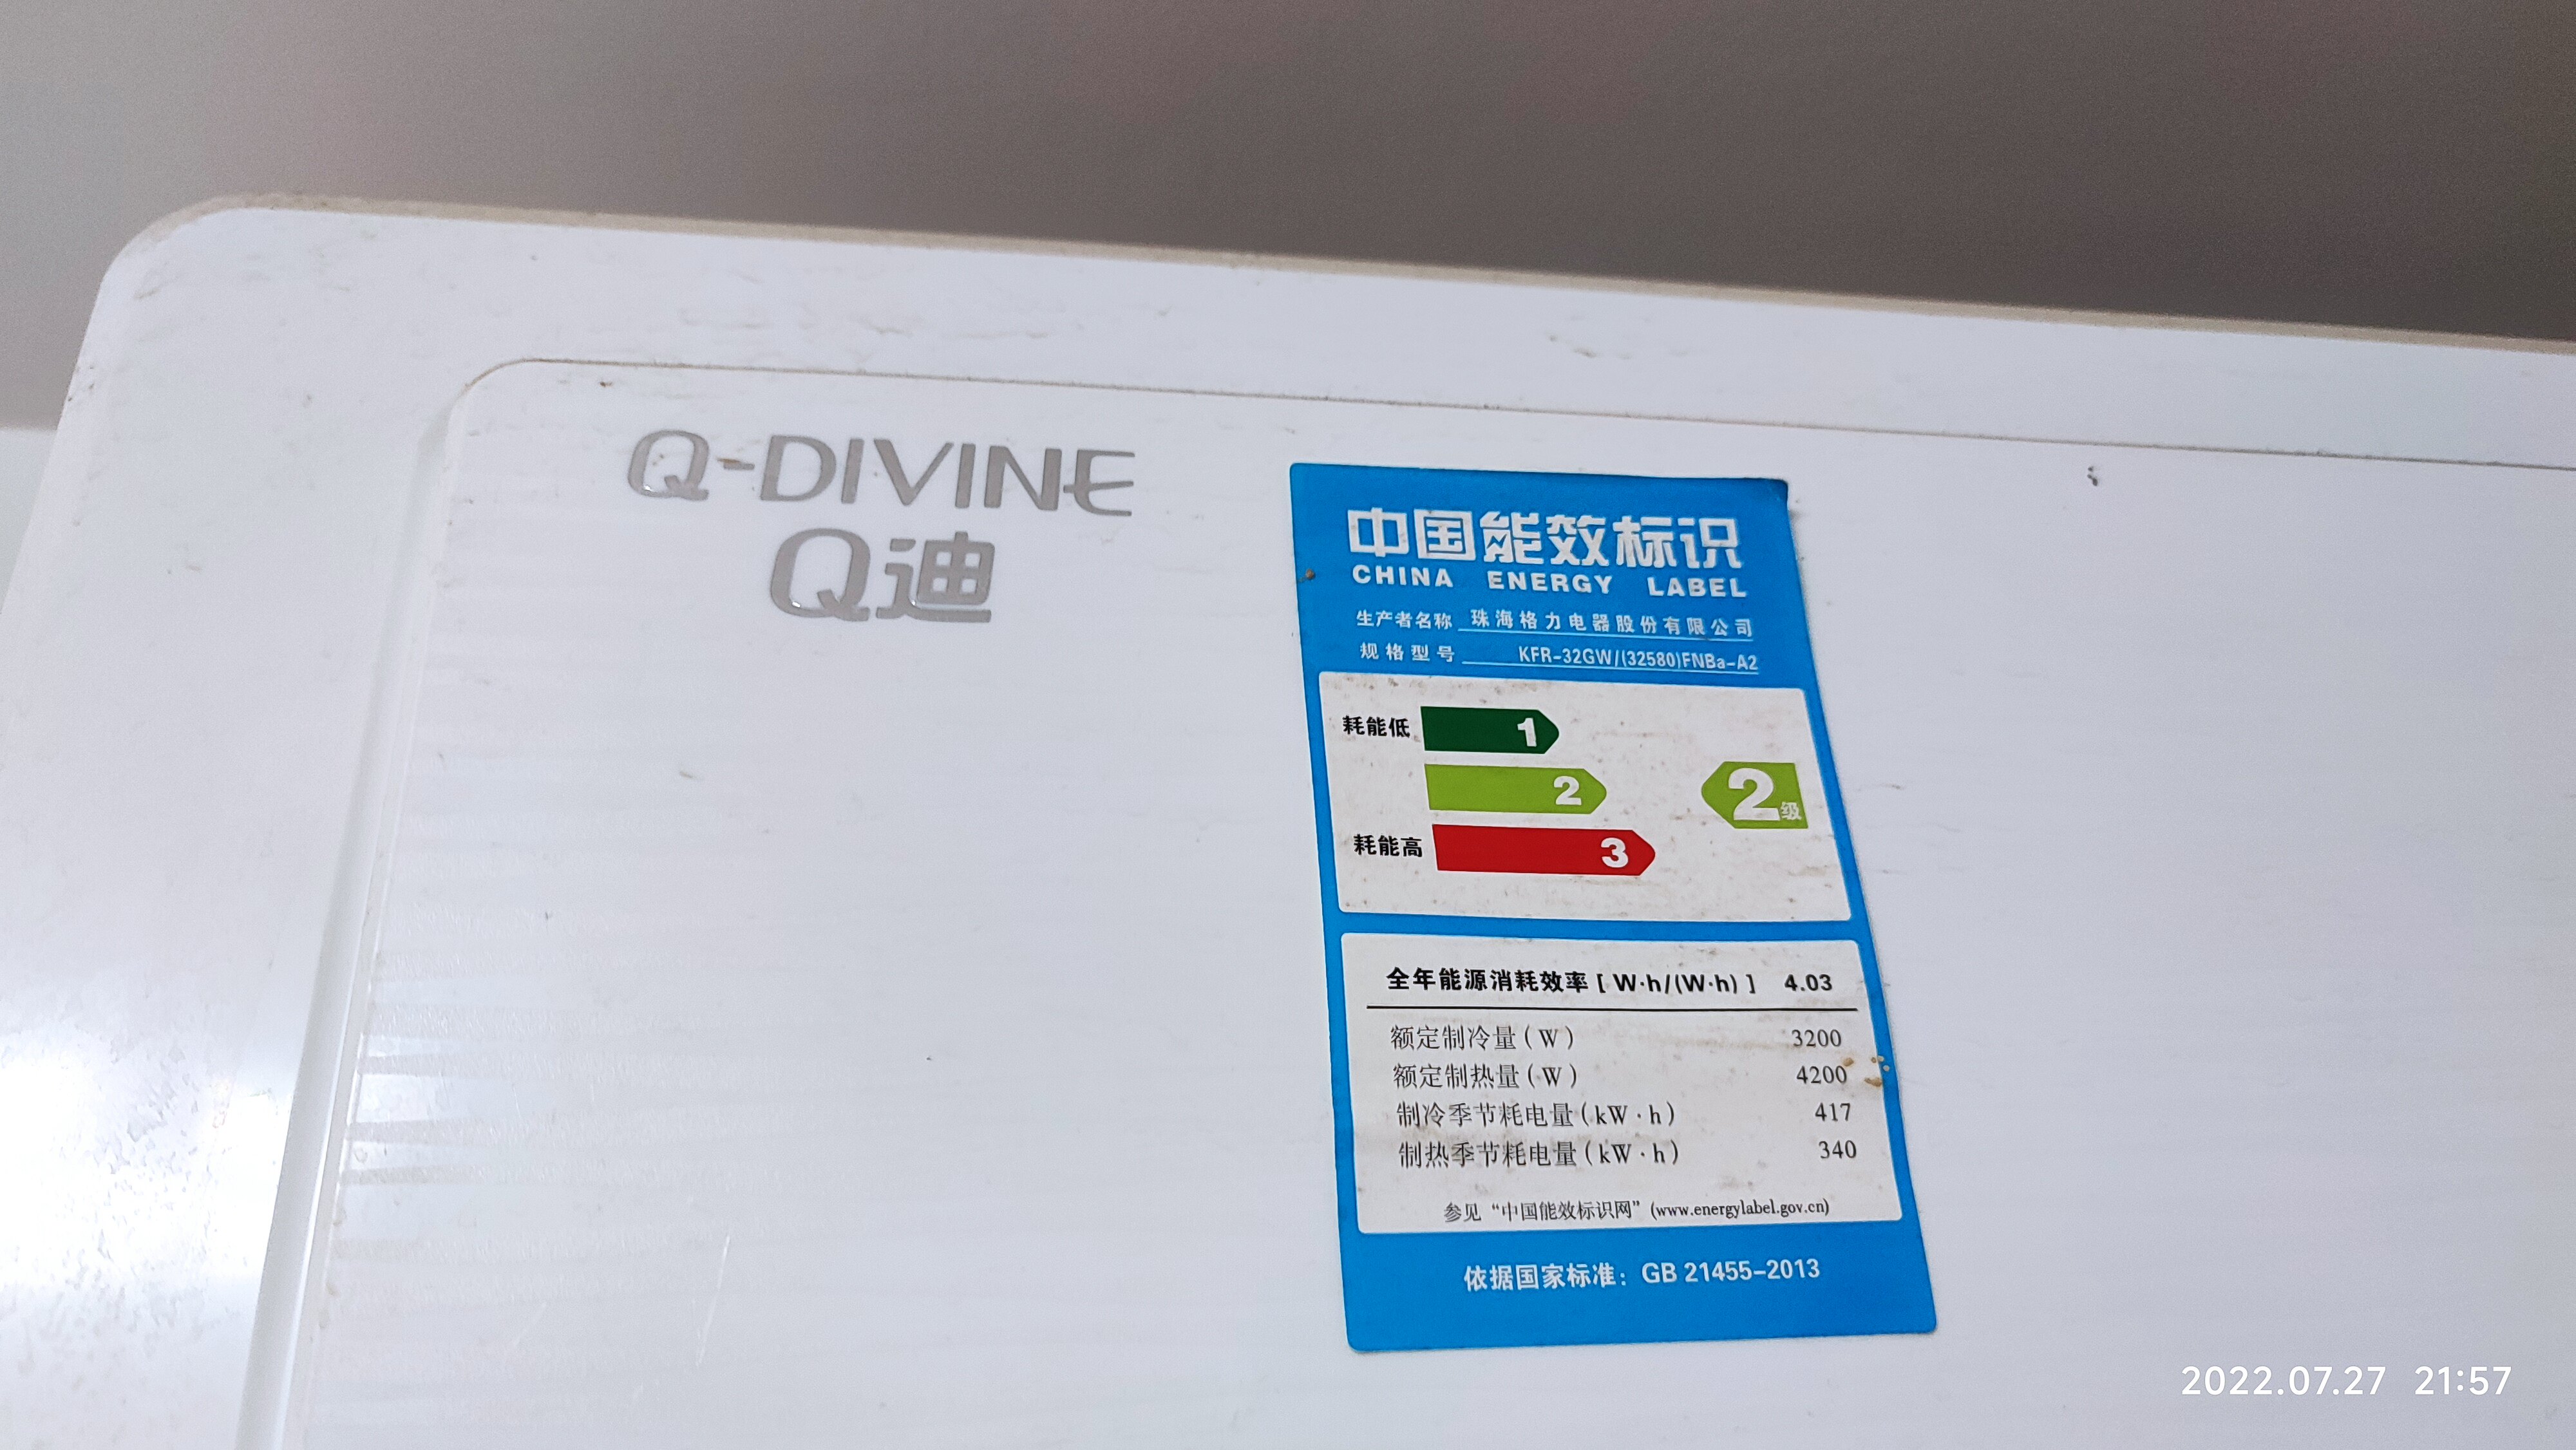 Q-DIVINE
Q迪
中国能效标识
CHINA ENERGY LABEL
生产者名称 珠海格力电器股份有限公司
规格型号 KFR-32GW/(32580)FNBa-A2
耗能低 1
2
2级
耗能高 3
全年能源消耗效率[W·h/(W·h)] 4.03
额定制冷量(W) 3200
额定制热量(W) 4200
制冷季节耗电量(kW·h) 417
制热季节耗电量(kW·h) 340
参见“中国能效标识网”(www.energylabel.gov.cn)
依据国家标准：GB 21455-2013
2022.07.27 21:57